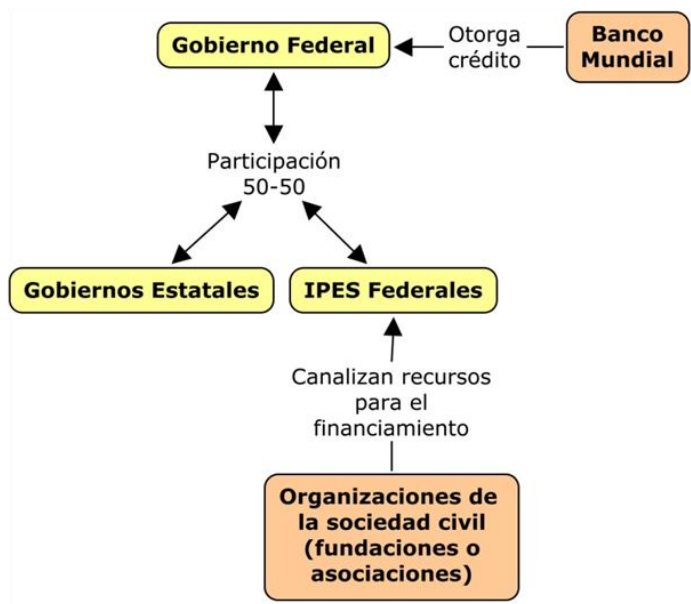 Gobierno Federal
Otorga
crédito
Banco
Mundial
Participación
50-50
Gobiernos Estatales
IPES Federales
Canalizan recursos
para el
financiamiento
Organizaciones de
la sociedad civil
(fundaciones o
asociaciones)